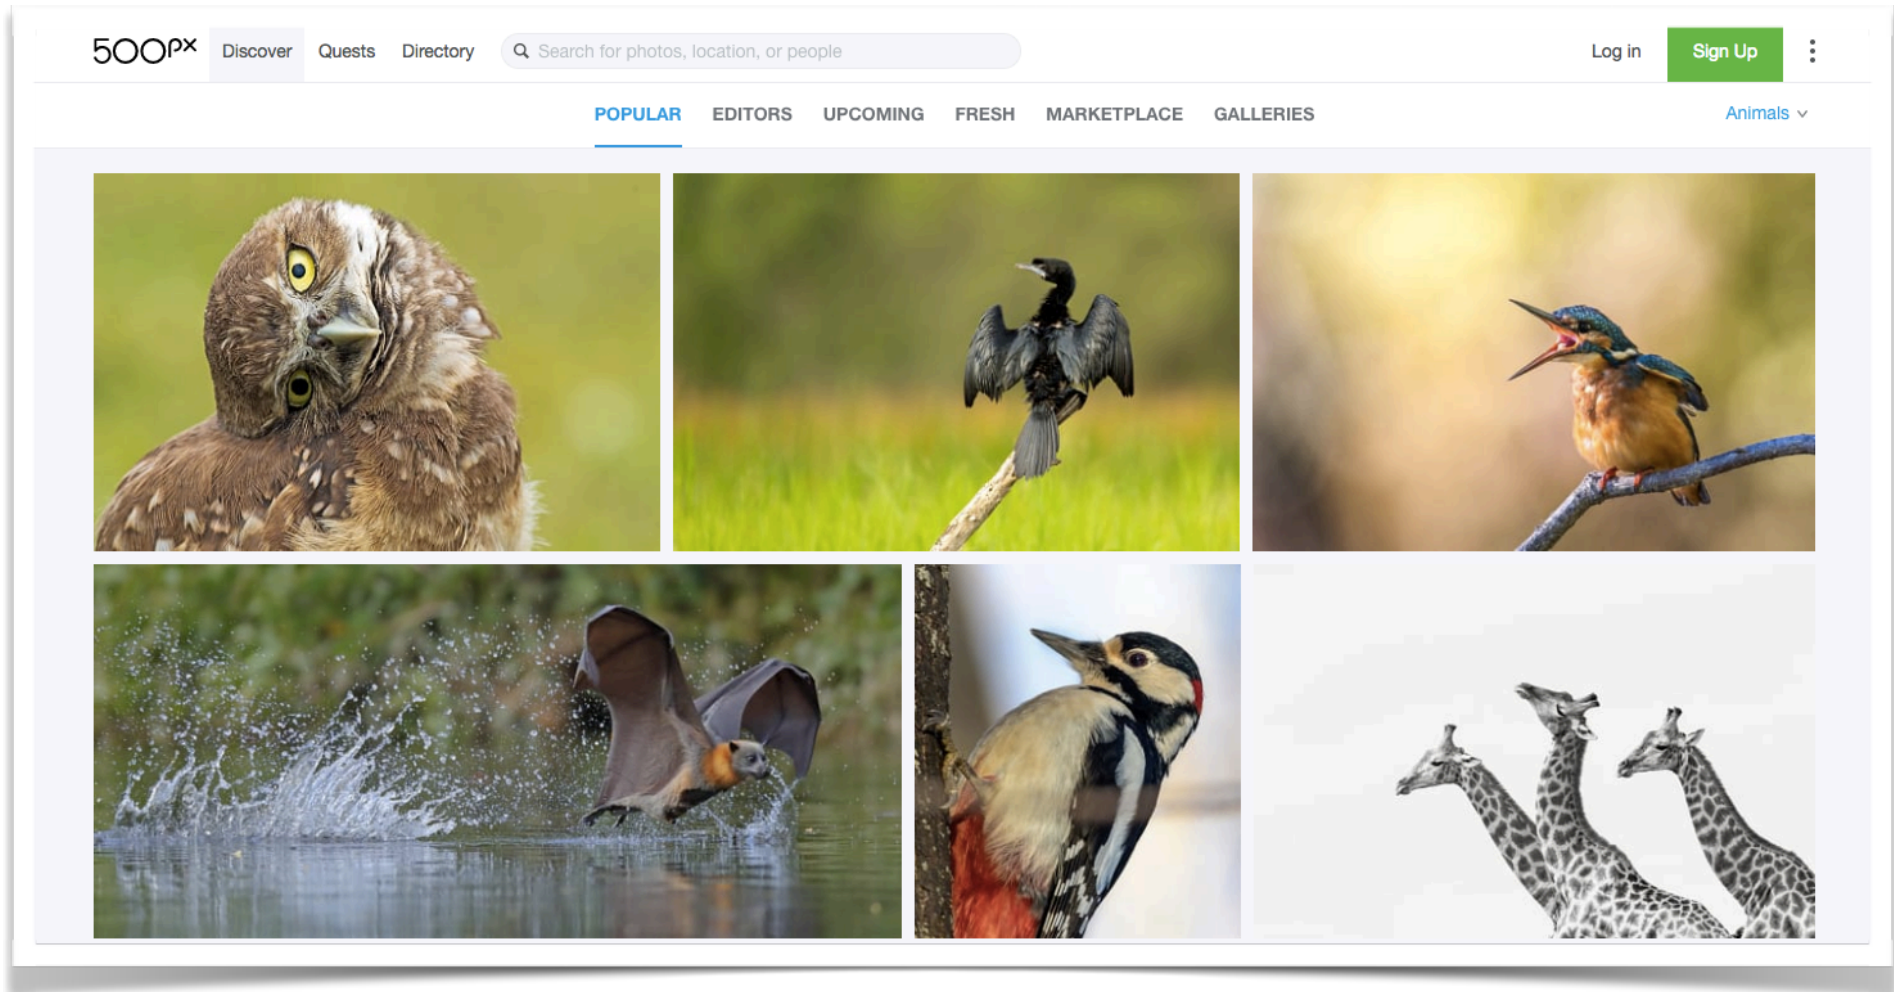 500px Discover Quests Directory Search for photos, location, or people Log in Sign Up
POPULAR EDITORS UPCOMING FRESH MARKETPLACE GALLERIES Animals